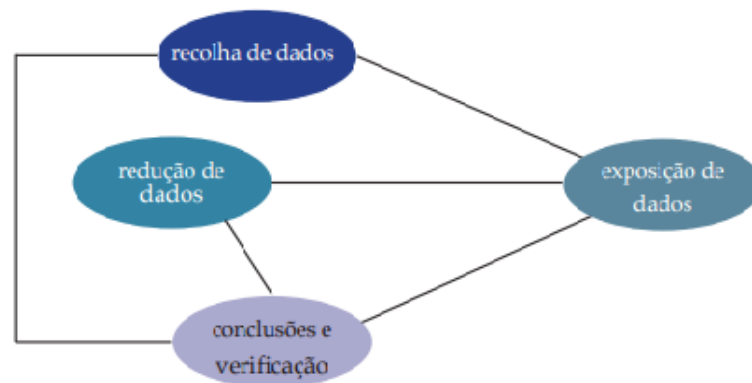 recolha de dados
redução de
dados
exposição de
dados
conclusões e
verificação